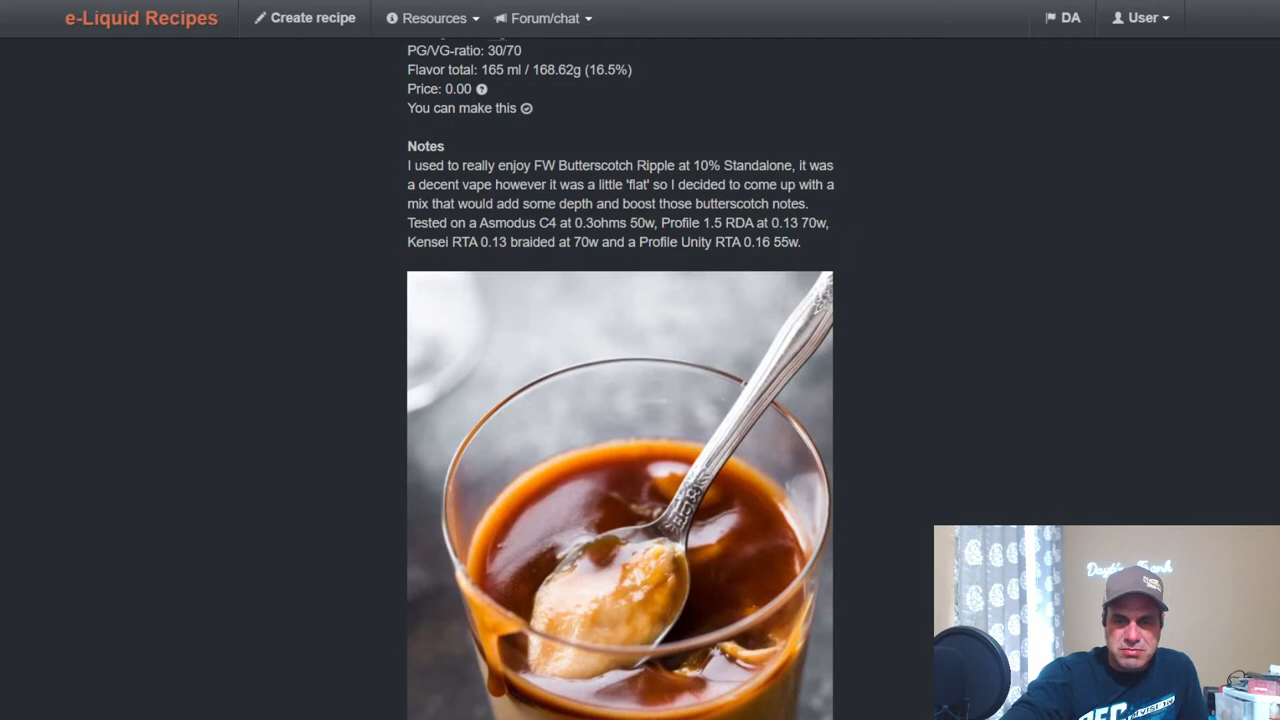 e-Liquid Recipes
Create recipe
Resources
Forum/chat
DA
User
PG/VG-ratio: 30/70
Flavor total: 165 ml / 168.62g (16.5%)
Price: 0.00
You can make this
Notes
I used to really enjoy FW Butterscotch Ripple at 10% Standalone, it was
a decent vape however it was a little 'flat' so I decided to come up with a
mix that would add some depth and boost those butterscotch notes.
Tested on a Asmodus C4 at 0.3ohms 50w, Profile 1.5 RDA at 0.13 70w,
Kensei RTA 0.13 braided at 70w and a Profile Unity RTA 0.16 55w.